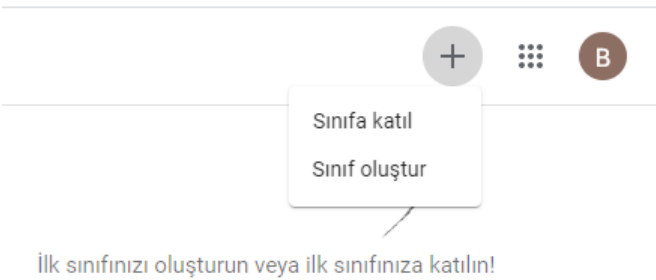 B
Sınıfa katıl
Sınıf oluştur
İlk sınıfınızı oluşturun veya ilk sınıfınıza katılın!